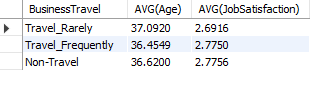 BusinessTravel AVG(Age) AVG(JobSatisfaction)
Travel_Rarely 37.0920 2.6916
Travel_Frequently 36.4549 2.7750
Non-Travel 36.6200 2.7756